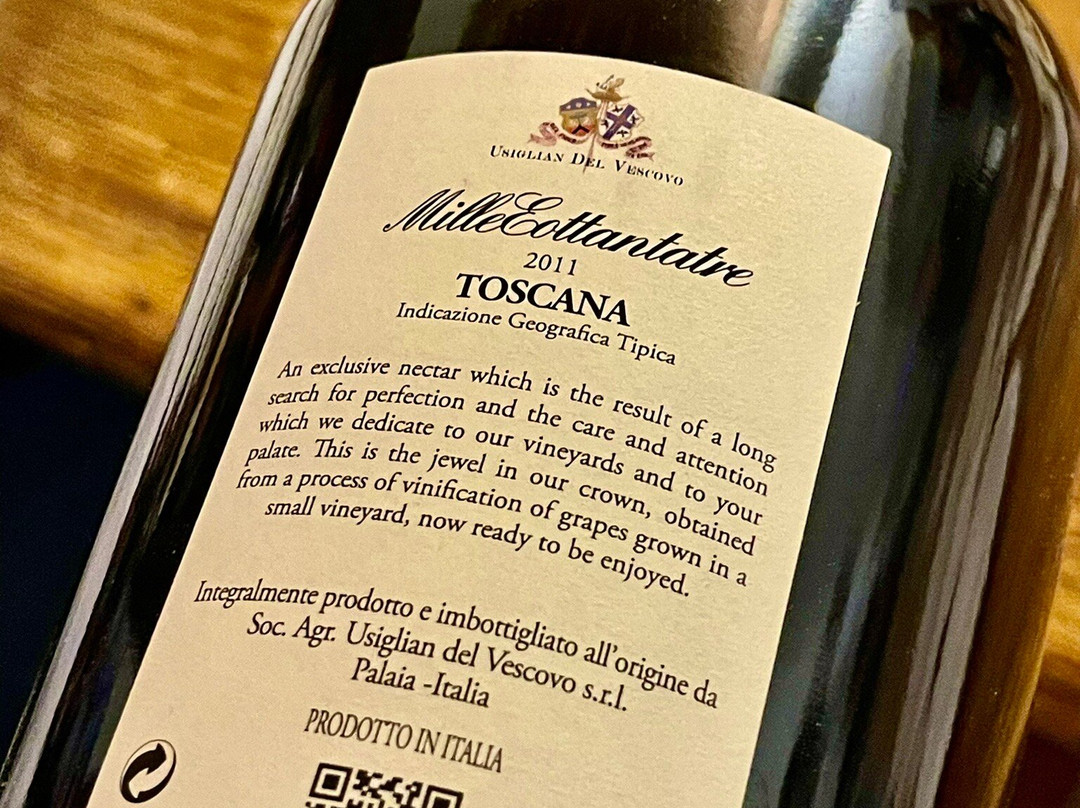 Usiglian Del Vescovo
MilleEottantatre
2011
TOSCANA
Indicazione Geografica Tipica
An exclusive nectar which is the result of a long
search for perfection and the care and attention
which we dedicate to our vineyards and to your
palate. This is the jewel in our crown, obtained
from a process of vinification of grapes grown in a
small vineyard, now ready to be enjoyed.
Integralmente prodotto e imbottigliato all'origine da
Soc. Agr. Usiglian del Vescovo s.r.l.
Palaia -Italia
PRODOTTO IN ITALIA